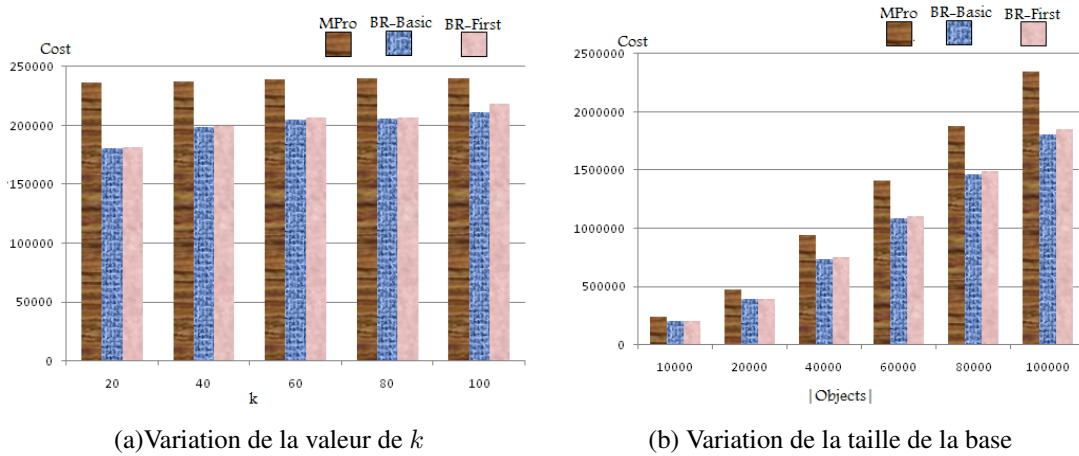 MPro BR-Basic BR-First
Cost
250000
200000
150000
100000
50000
0
20 40 60 80 100
k
(a)Variation de la valeur de k
MPro BR-Basic BR-First
Cost
2500000
2000000
1500000
1000000
500000
0
10000 20000 40000 60000 80000 100000
|Objects|
(b) Variation de la taille de la base